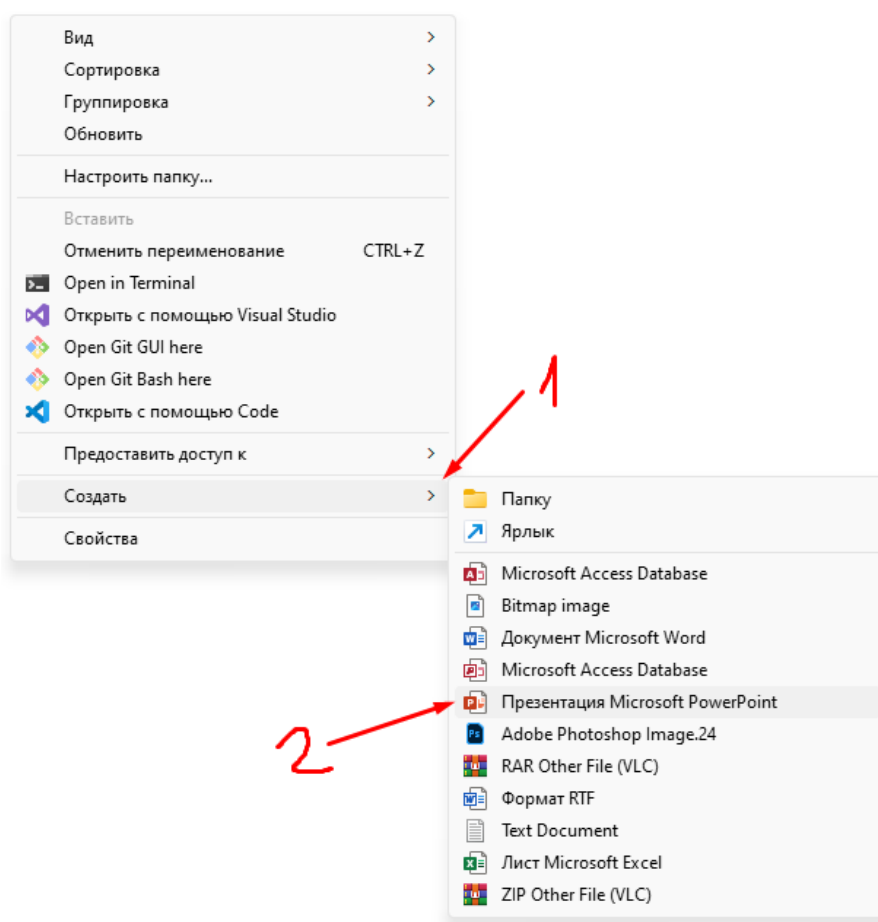 Вид
Сортировка
Группировка
Обновить
Настроить папку...
Вставить
Отменить переименование CTRL+Z
Open in Terminal
Открыть с помощью Visual Studio
Open Git GUI here
Open Git Bash here
Открыть с помощью Code
Предоставить доступ к
Создать
Свойства
1
Папку
Ярлык
Microsoft Access Database
Bitmap image
Документ Microsoft Word
Microsoft Access Database
Презентация Microsoft PowerPoint
Adobe Photoshop Image.24
RAR Other File (VLC)
Формат RTF
Text Document
Лист Microsoft Excel
ZIP Other File (VLC)
2